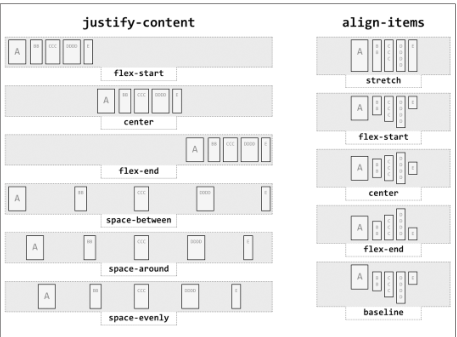 justify-content
A BB CCC DDDD E
flex-start
A BB CCC DDDD E
center
A BB CCC DDDD E
flex-end
A BB CCC DDDD E
space-between
A BB CCC DDDD E
space-around
A BB CCC DDDD E
space-evenly
align-items
A B B C C C D D D D E
stretch
A B B C C C D D D D E
flex-start
A B B C C C D D D D E
center
A B B C C C D D D D E
flex-end
A B B C C C D D D D E
baseline